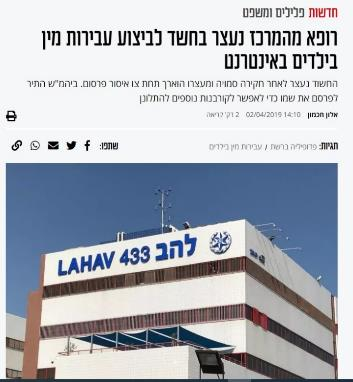 חדשות פלילים ומשפט
רופא מהמרכז נעצר בחשד לביצוע עבירות מין
בילדים באינטרנט
החשוד נעצר לאחר חקירה סמויה ומעצרו הוארך תחת צו איסור פרסום. ביהמ"ש התיר
לפרסם את שמו כדי לאפשר לקורבנות נוספים להתלונן
אלון חכמון 14:10 02/04/2019 2 דק' קריאה
תגיות: פדופיליה ברשת / עבירות מין בילדים שתפו:
LAHAV 433 להב